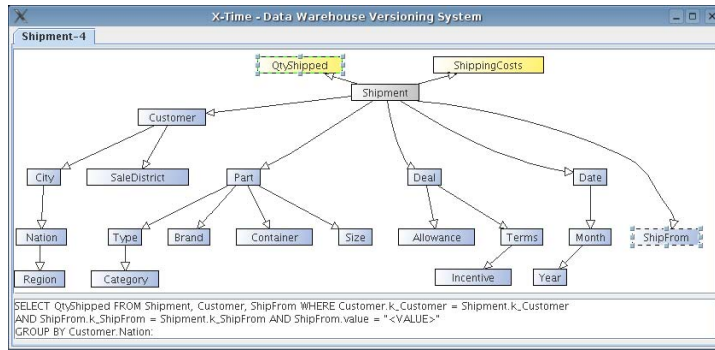 X-Time - Data Warehouse Versioning System
Shipment-4
QtyShipped ShippingCosts
Shipment
Customer
City SaleDistrict Part Deal Date
Nation Type Brand Container Size Allowance Terms Month ShipFrom
Region Category Incentive Year
SELECT QtyShipped FROM Shipment, Customer, ShipFrom WHERE Customer.k_Customer = Shipment.k_Customer
AND ShipFrom.k_ShipFrom = Shipment.k_ShipFrom AND ShipFrom.value = "<VALUE>"
GROUP BY Customer.Nation: